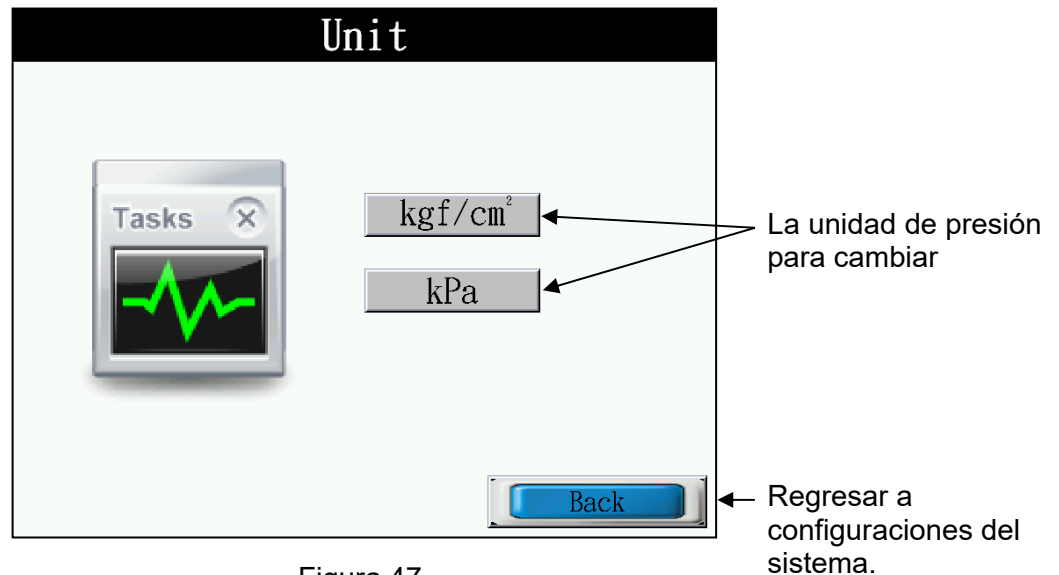 Unit
Tasks
kgf/cm²
kPa
La unidad de presión
para cambiar
Back
Regresar a
configuraciones del
sistema.
Figura 47